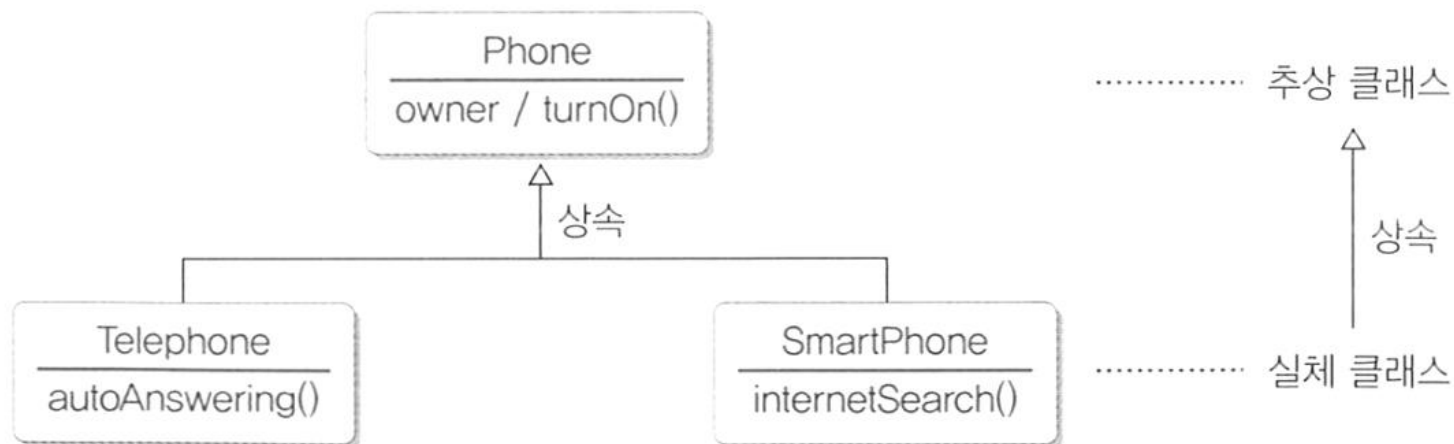 Phone
owner / turnOn()
추상 클래스
상속
상속
Telephone
autoAnswering()
SmartPhone
internetSearch()
실체 클래스